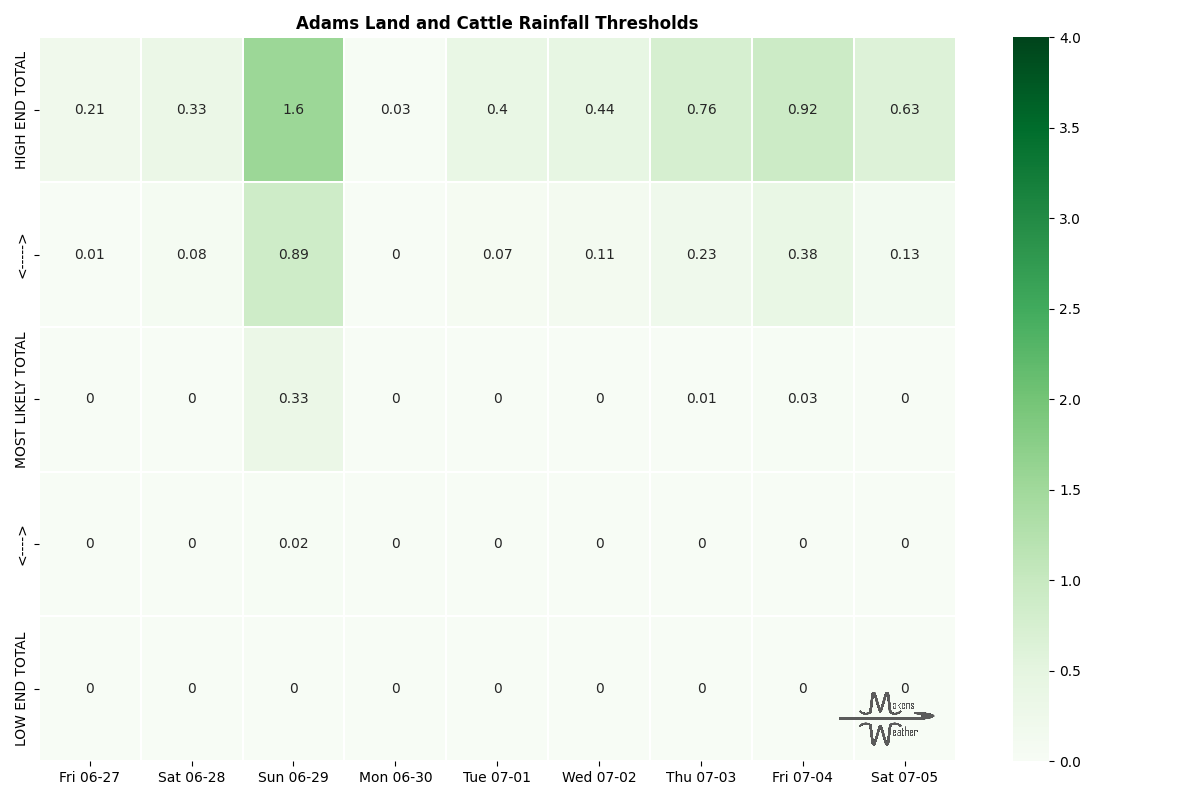 Adams Land and Cattle Rainfall Thresholds
HIGH END TOTAL
0.21 0.33 1.6 0.03 0.4 0.44 0.76 0.92 0.63
<----->
0.01 0.08 0.89 0 0.07 0.11 0.23 0.38 0.13
MOST LIKELY TOTAL
0 0 0.33 0 0 0 0.01 0.03 0
<---->
0 0 0.02 0 0 0 0 0 0
LOW END TOTAL
0 0 0 0 0 0 0 0 0
Makens
Weather
Fri 06-27 Sat 06-28 Sun 06-29 Mon 06-30 Tue 07-01 Wed 07-02 Thu 07-03 Fri 07-04 Sat 07-05
4.0
3.5
3.0
2.5
2.0
1.5
1.0
0.5
0.0